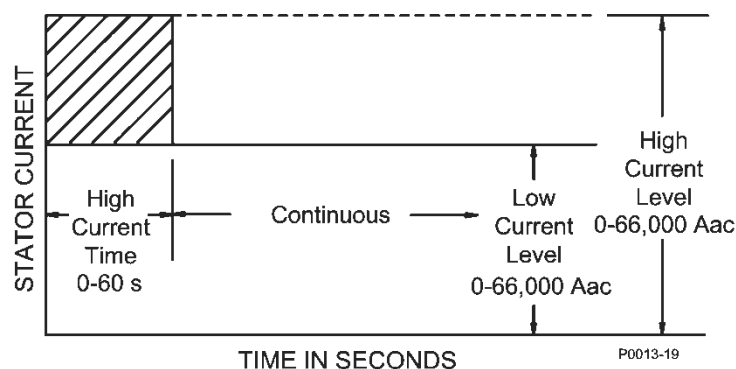 STATOR CURRENT
High
Current
Time
0-60 s
Continuous
Low
Current
Level
0-66,000 Aac
High
Current
Level
0-66,000 Aac
TIME IN SECONDS
P0013-19